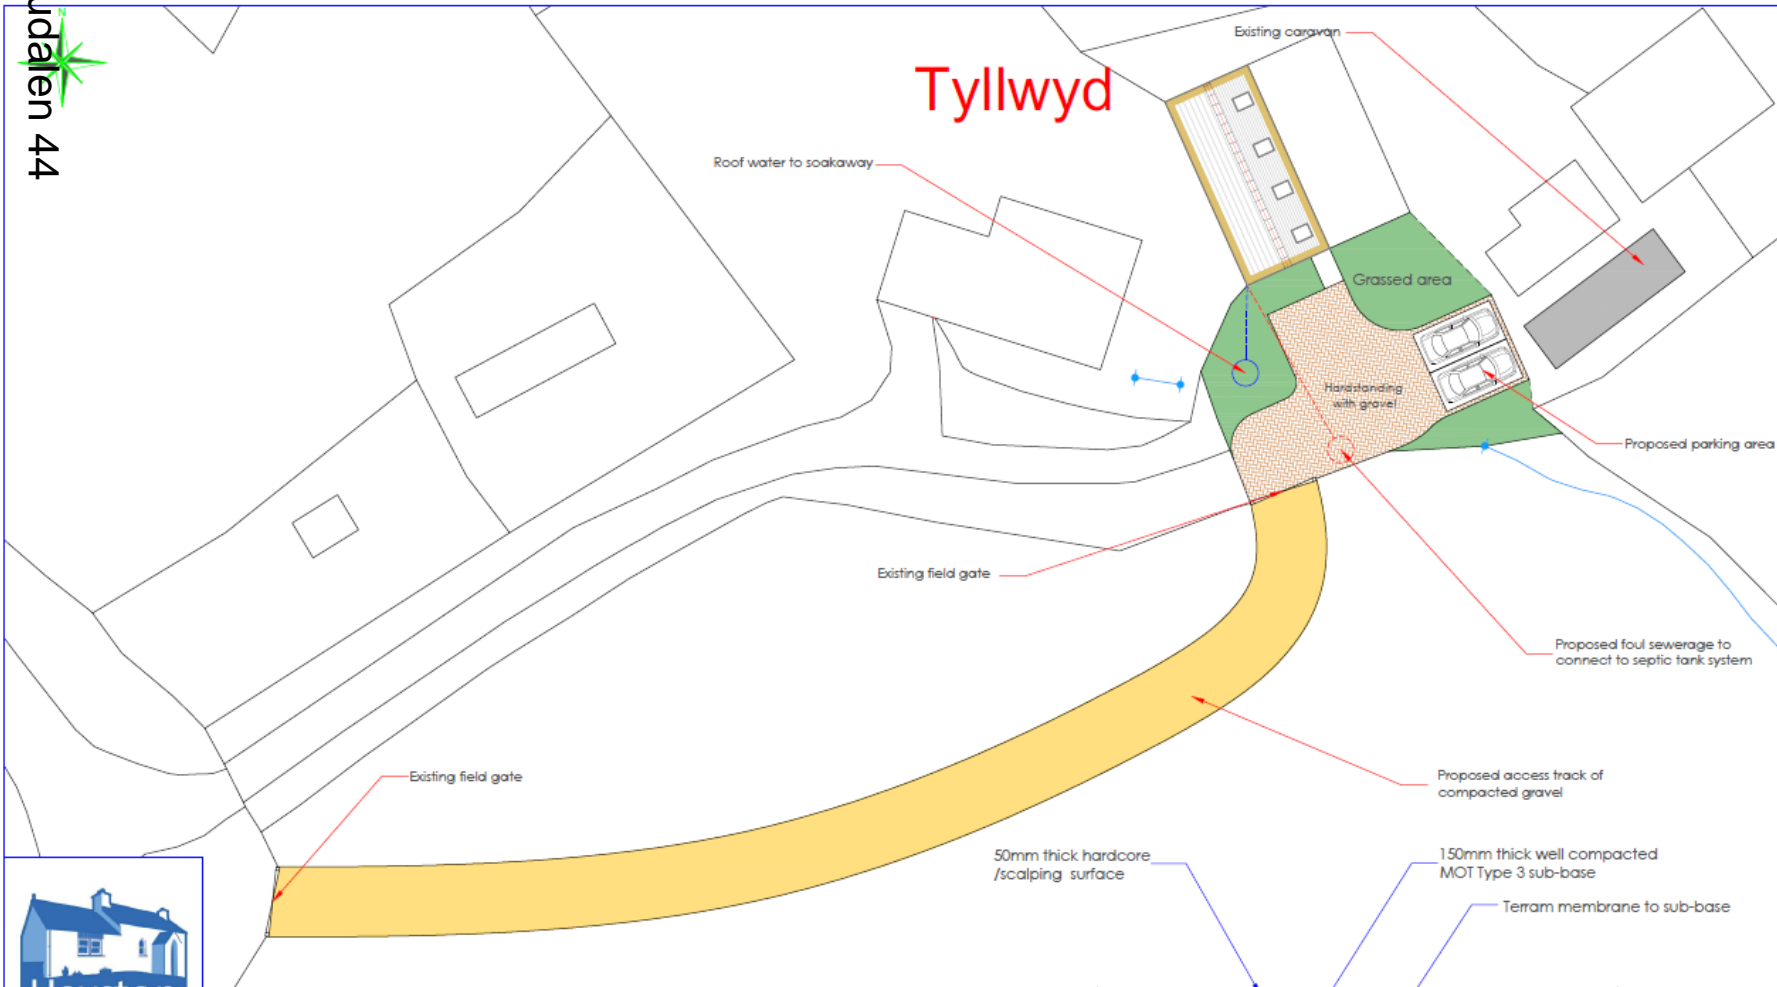 udalen 44
N
Tyllwyd
Existing caravan
Roof water to soakaway
Grassed area
Hardstanding
with gravel
Proposed parking area
Existing field gate
Proposed foul sewerage to
connect to septic tank system
Existing field gate
Proposed access track of
compacted gravel
50mm thick hardcore
/scalping surface
150mm thick well compacted
MOT Type 3 sub-base
Terram membrane to sub-base